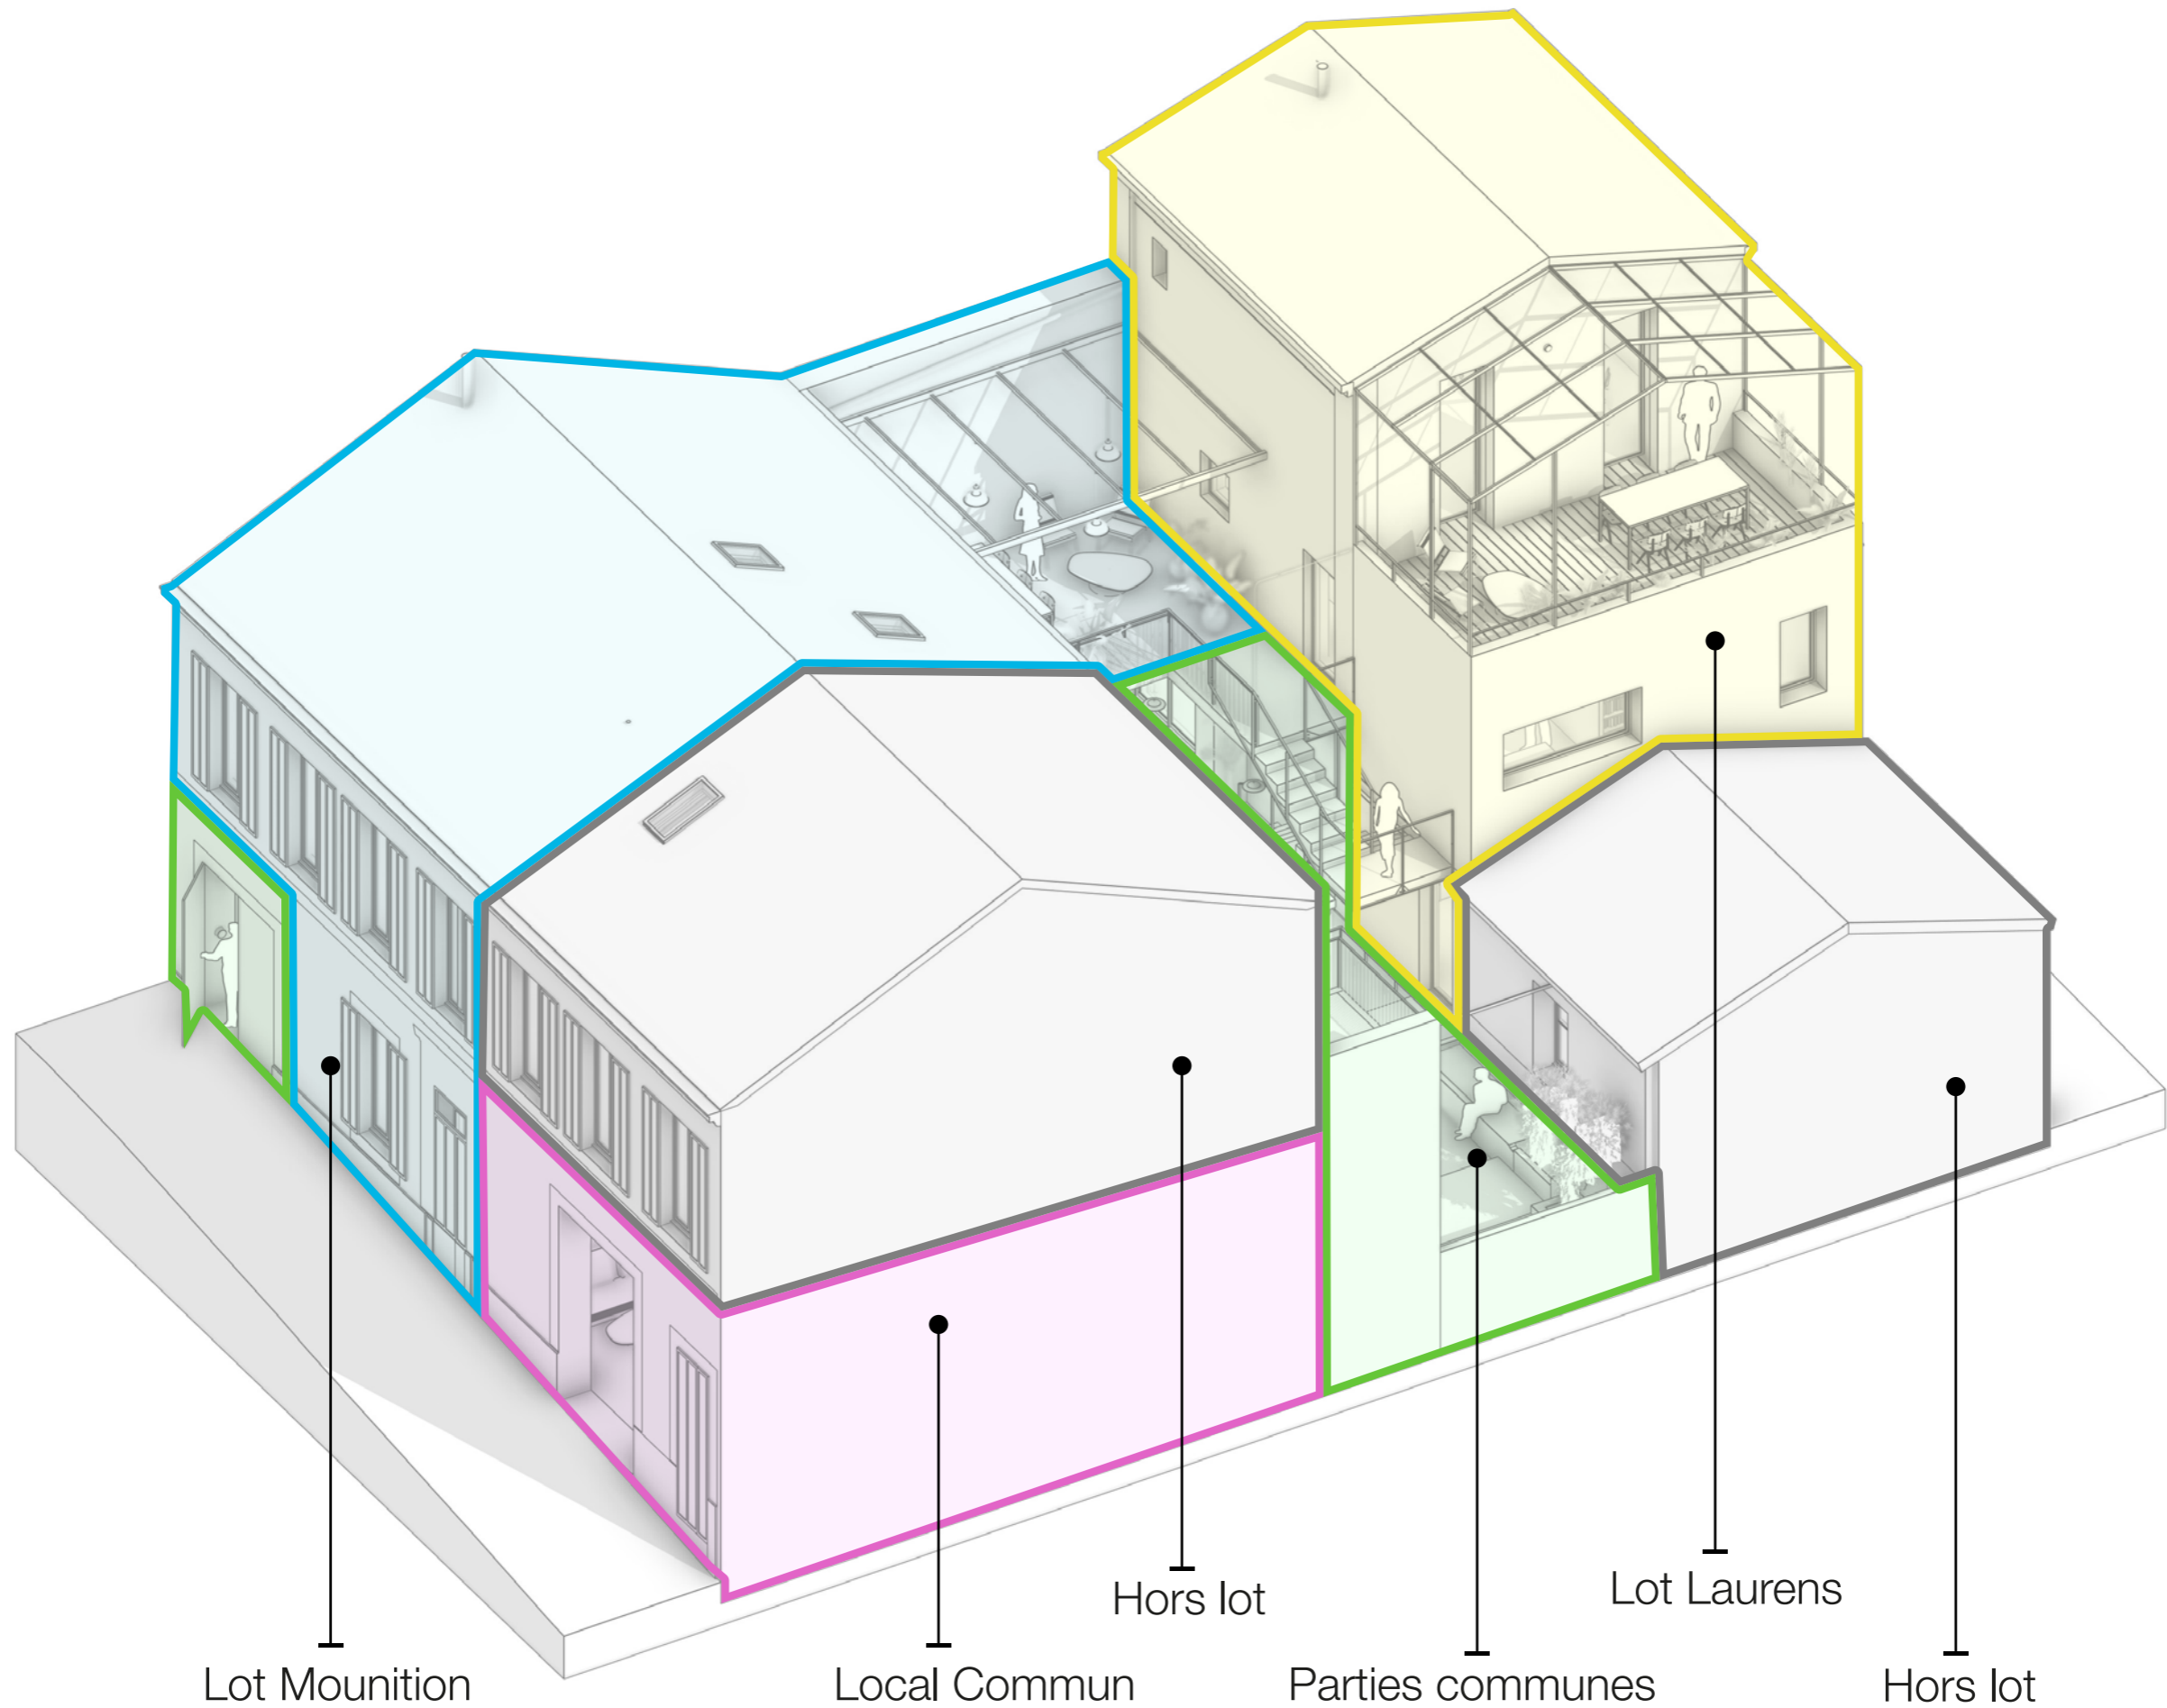 Hors lot
Lot Laurens
Lot Mounition
Local Commun
Parties communes
Hors lot